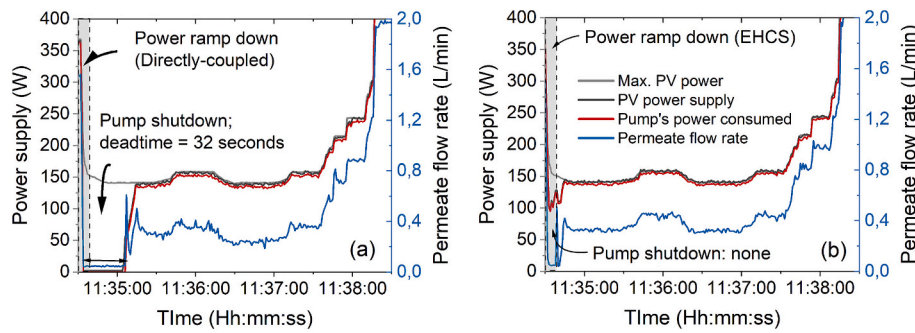 400
350
300
250
200
150
100
50
0
Power supply (W)
Power ramp down
(Directly-coupled)
Pump shutdown;
deadtime = 32 seconds
(a)
2,0
1,6
1,2
0,8
0,4
0,0
Permeate flow rate (L/min)
11:35:00 11:36:00 11:37:00 11:38:00
TIme (Hh:mm:ss)
400
350
300
250
200
150
100
50
0
Power supply (W)
Power ramp down (EHCS)
Max. PV power
PV power supply
Pump's power consumed
Permeate flow rate
(b)
Pump shutdown: none
2,0
1,6
1,2
0,8
0,4
0,0
Permeate flow rate (L/min)
11:35:00 11:36:00 11:37:00 11:38:00
TIme (Hh:mm:ss)